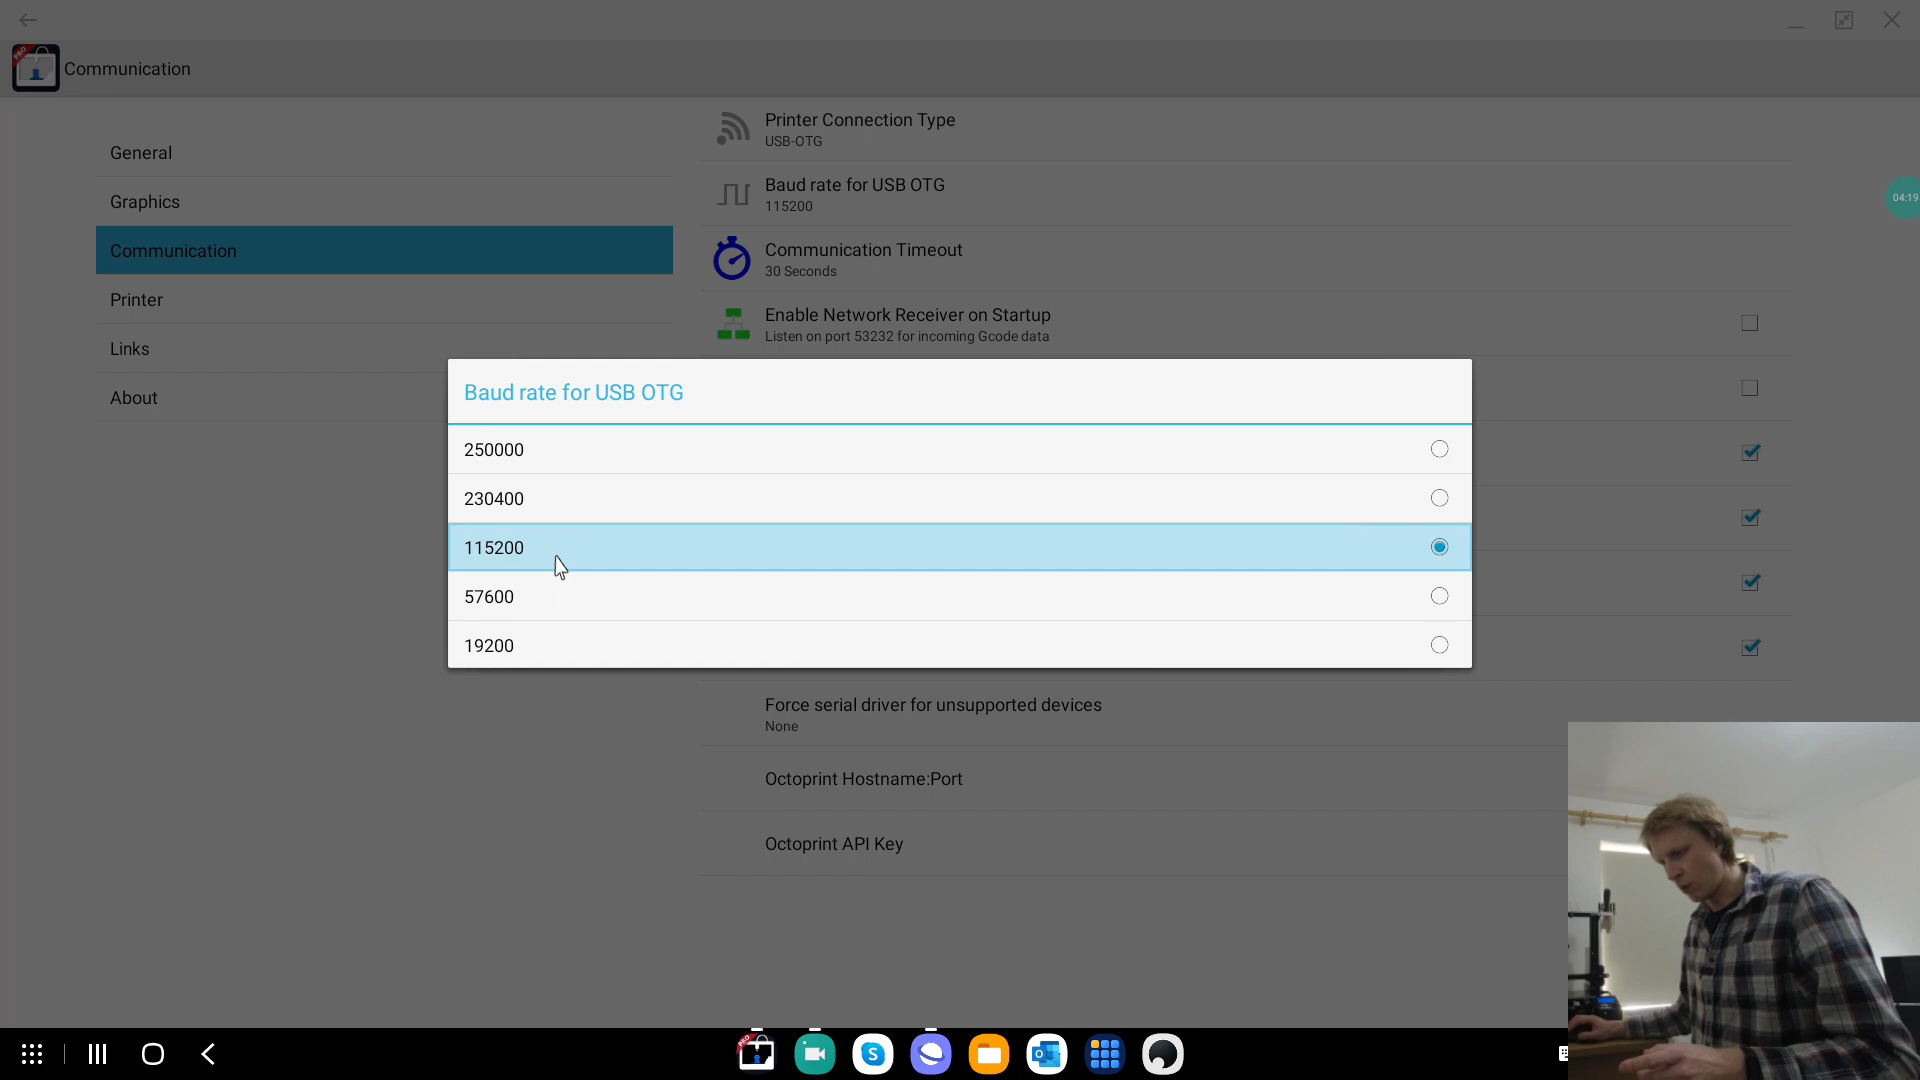 Communication
General
Graphics
Communication
Printer
Links
About
Printer Connection Type
USB-OTG
Baud rate for USB OTG
115200
Communication Timeout
30 Seconds
Enable Network Receiver on Startup
Listen on port 53232 for incoming Gcode data
04:19
Baud rate for USB OTG
250000
230400
115200
57600
19200
Force serial driver for unsupported devices
None
Octoprint Hostname:Port
Octoprint API Key
PRO
PRO